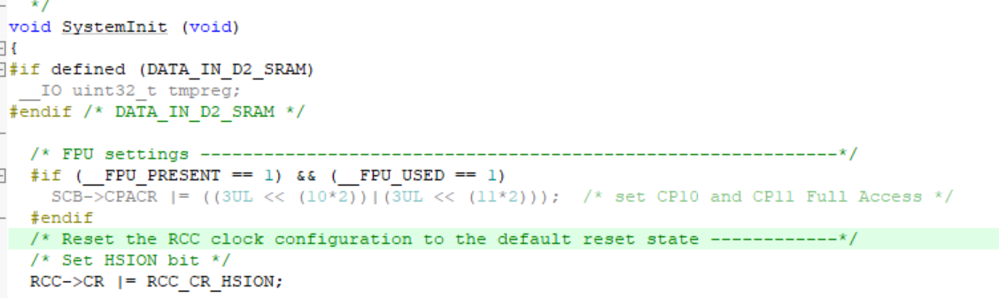 */
void SystemInit (void)
{
#if defined (DATA_IN_D2_SRAM)
__IO uint32_t tmpreg;
#endif /* DATA_IN_D2_SRAM */
/* FPU settings ------------------------------------------------------------*/
#if (__FPU_PRESENT == 1) && (__FPU_USED == 1)
SCB->CPACR |= ((3UL << (10*2))|(3UL << (11*2)));  /* set CP10 and CP11 Full Access */
#endif
/* Reset the RCC clock configuration to the default reset state ------------*/
/* Set HSION bit */
RCC->CR |= RCC_CR_HSION;